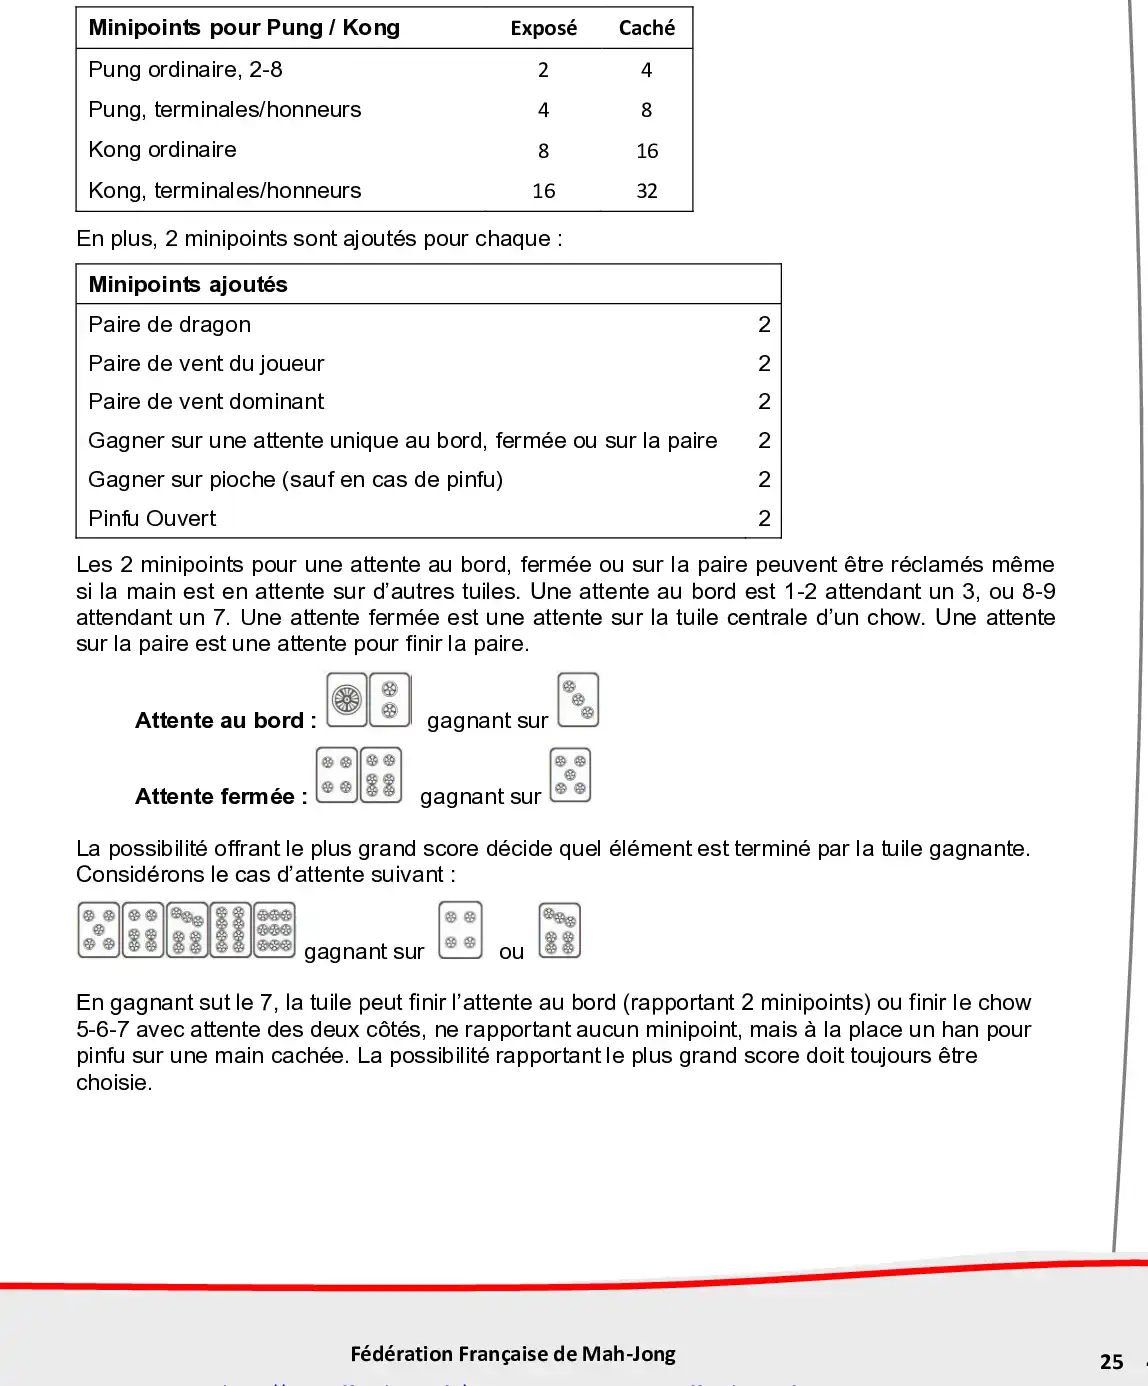 Minipoints pour Pung / Kong Exposé Caché
Pung ordinaire, 2-8 2 4
Pung, terminales/honneurs 4 8
Kong ordinaire 8 16
Kong, terminales/honneurs 16 32
En plus, 2 minipoints sont ajoutés pour chaque :
Minipoints ajoutés
Paire de dragon 2
Paire de vent du joueur 2
Paire de vent dominant 2
Gagner sur une attente unique au bord, fermée ou sur la paire 2
Gagner sur pioche (sauf en cas de pinfu) 2
Pinfu Ouvert 2
Les 2 minipoints pour une attente au bord, fermée ou sur la paire peuvent être réclamés même
si la main est en attente sur d’autres tuiles. Une attente au bord est 1-2 attendant un 3, ou 8-9
attendant un 7. Une attente fermée est une attente sur la tuile centrale d’un chow. Une attente
sur la paire est une attente pour finir la paire.
Attente au bord : gagnant sur
Attente fermée : gagnant sur
La possibilité offrant le plus grand score décide quel élément est terminé par la tuile gagnante.
Considérons le cas d’attente suivant :
gagnant sur ou
En gagnant sut le 7, la tuile peut finir l’attente au bord (rapportant 2 minipoints) ou finir le chow
5-6-7 avec attente des deux côtés, ne rapportant aucun minipoint, mais à la place un han pour
pinfu sur une main cachée. La possibilité rapportant le plus grand score doit toujours être
choisie.
Fédération Française de Mah-Jong
25